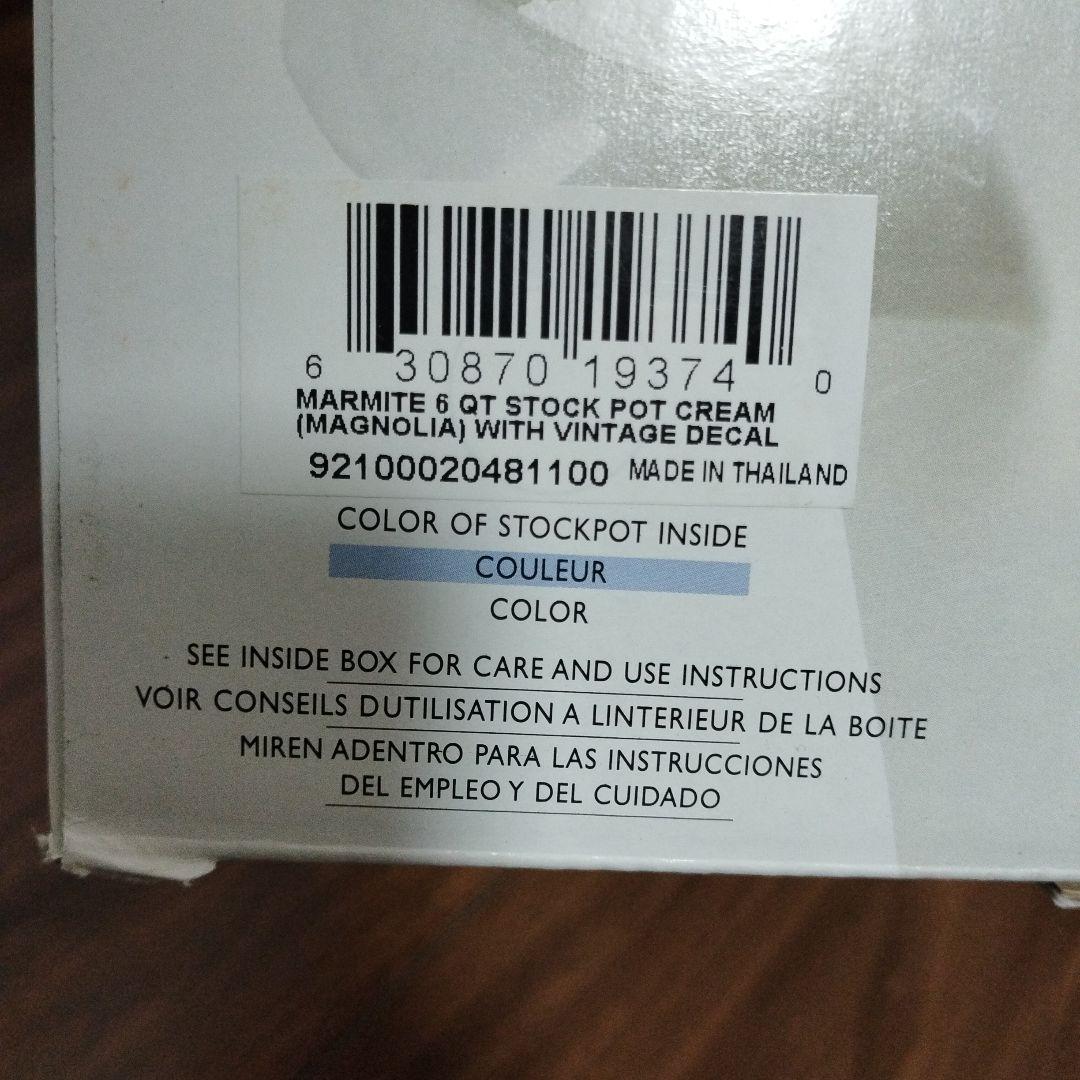 6 30870 19374 0
MARMITE 6 QT STOCK POT CREAM
(MAGNOLIA) WITH VINTAGE DECAL
92100020481100 MADE IN THAILAND
COLOR OF STOCKPOT INSIDE
COULEUR
COLOR
SEE INSIDE BOX FOR CARE AND USE INSTRUCTIONS
VOIR CONSEILS DUTILISATION A LINTERIEUR DE LA BOITE
MIREN ADENTRO PARA LAS INSTRUCCIONES
DEL EMPLEO Y DEL CUIDADO